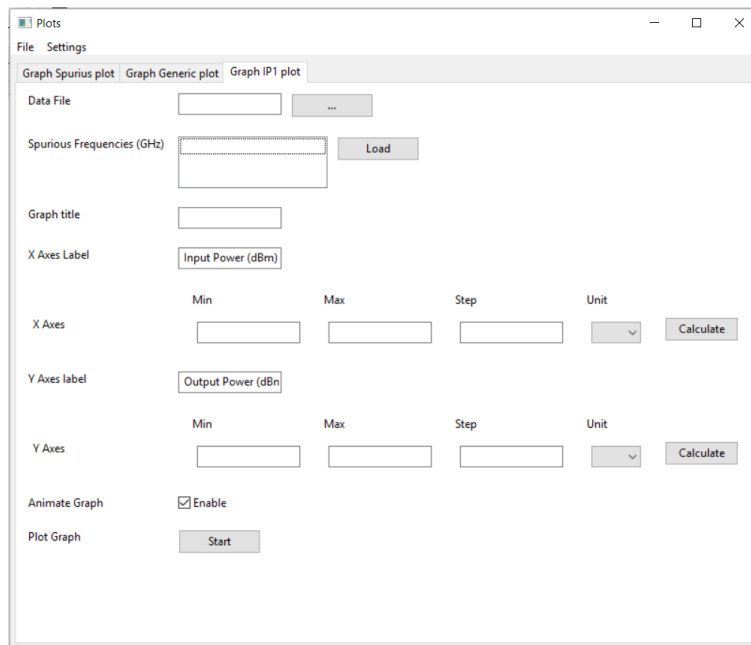 Plots
File Settings
Graph Spurius plot Graph Generic plot Graph IP1 plot
Data File ...
Spurious Frequencies (GHz) Load
Graph title
X Axes Label Input Power (dBm)
Min Max Step Unit
X Axes Calculate
Y Axes label Output Power (dBn
Min Max Step Unit
Y Axes Calculate
Animate Graph Enable
Plot Graph Start